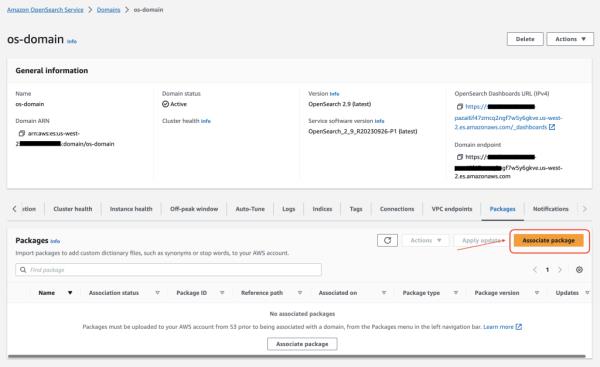 Amazon OpenSearch Service > Domains > os-domain
os-domain Info
Delete
Actions
General information
Name
os-domain
Domain ARN
arn:aws:es:us-west-
2: :domain/os-domain
Domain status
Active
Cluster health Info
Version Info
OpenSearch 2.9 (latest)
Service software version Info
OpenSearch_2_9_R20230926-P1 (latest)
OpenSearch Dashboards URL (IPv4)
https://
2.es.amazonaws.com/_dashboards
Domain endpoint
https://
gf7w5y6gkve.us-west-
2.es.amazonaws.com
ction
Cluster health
Instance health
Off-peak window
Auto-Tune
Logs
Indices
Tags
Connections
VPC endpoints
Packages
Notifications
Packages Info
Actions
Apply update
Associate package
Import packages to add custom dictionary files, such as synonyms or stop words, to your AWS account.
Find package
1
Name
Association status
Package ID
Reference path
Associated on
Package type
Package version
Updates
No associated packages
Packages must be uploaded to your AWS account from S3 prior to being associated with a domain, from the Packages menu in the left navigation bar. Learn more
Associate package